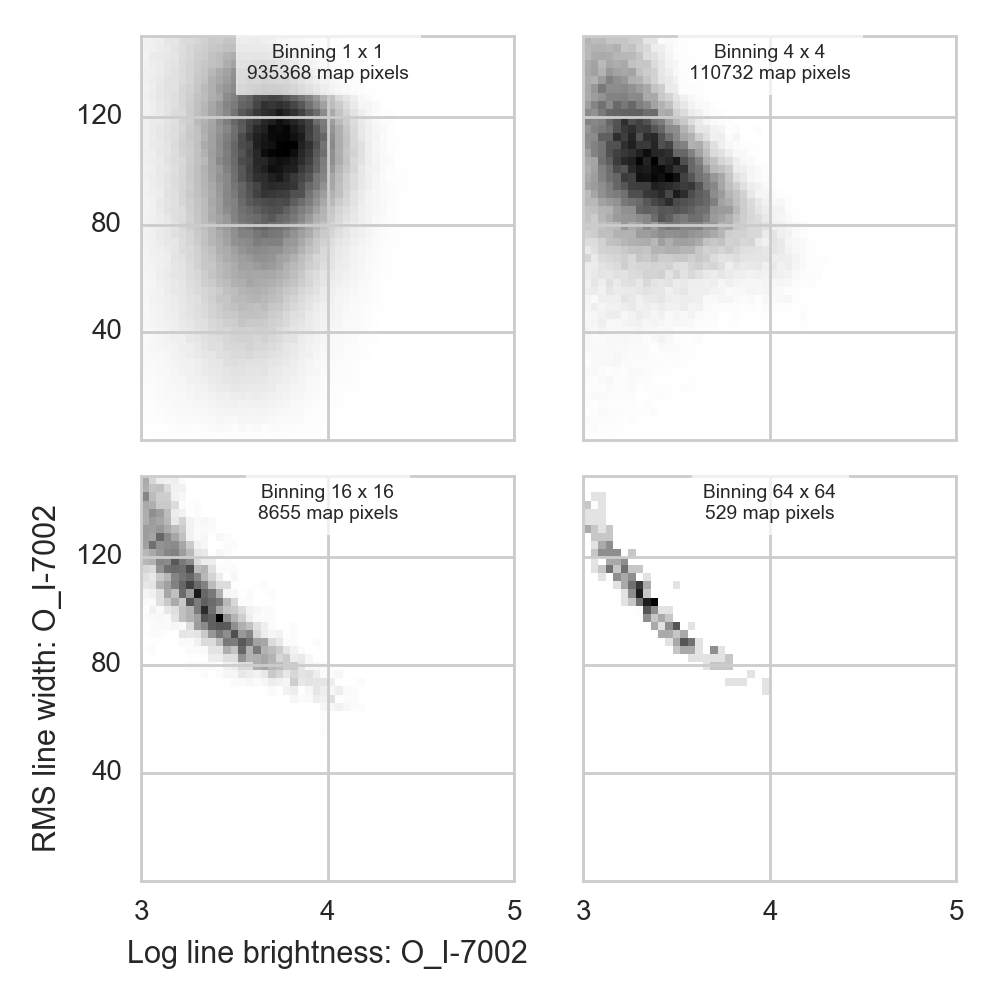 Binning 1 x 1
935368 map pixels
Binning 4 x 4
110732 map pixels
120
80
40
Binning 16 x 16
8655 map pixels
Binning 64 x 64
529 map pixels
120
80
40
RMS line width: O_I-7002
3 4 5 3 4 5
Log line brightness: O_I-7002